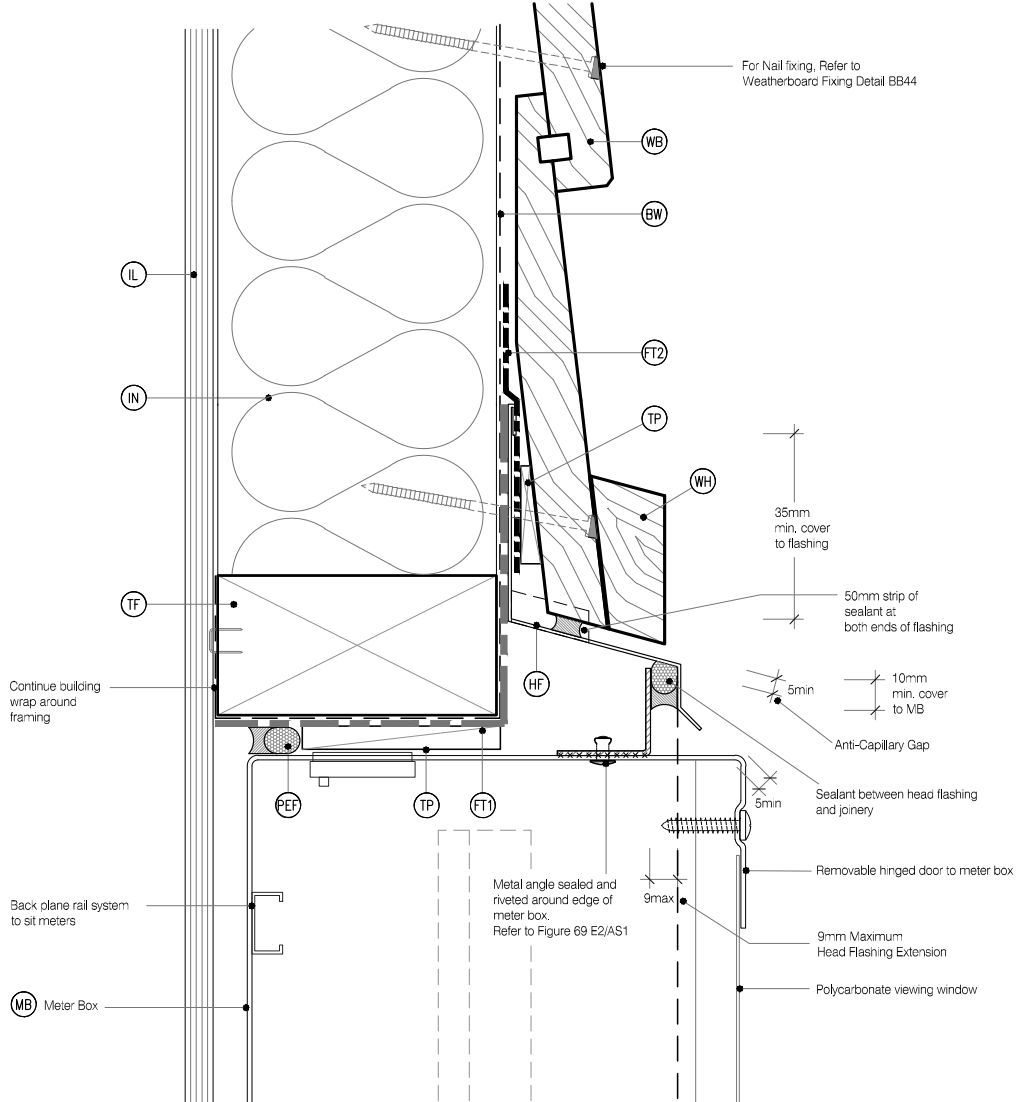 For Nail fixing, Refer to
Weatherboard Fixing Detail BB44
WB
BW
IL
FT2
IN
TP
WH
35mm
min. cover
to flashing
TF
50mm strip of
sealant at
both ends of flashing
HF
Continue building
wrap around
framing
5min
10mm
min. cover
to MB
Anti-Capillary Gap
PEF
TP
FT1
5min
Sealant between head flashing
and joinery
Removable hinged door to meter box
Metal angle sealed and
riveted around edge of
meter box.
Refer to Figure 69 E2/AS1
9max
Back plane rail system
to sit meters
9mm Maximum
Head Flashing Extension
MB Meter Box
Polycarbonate viewing window